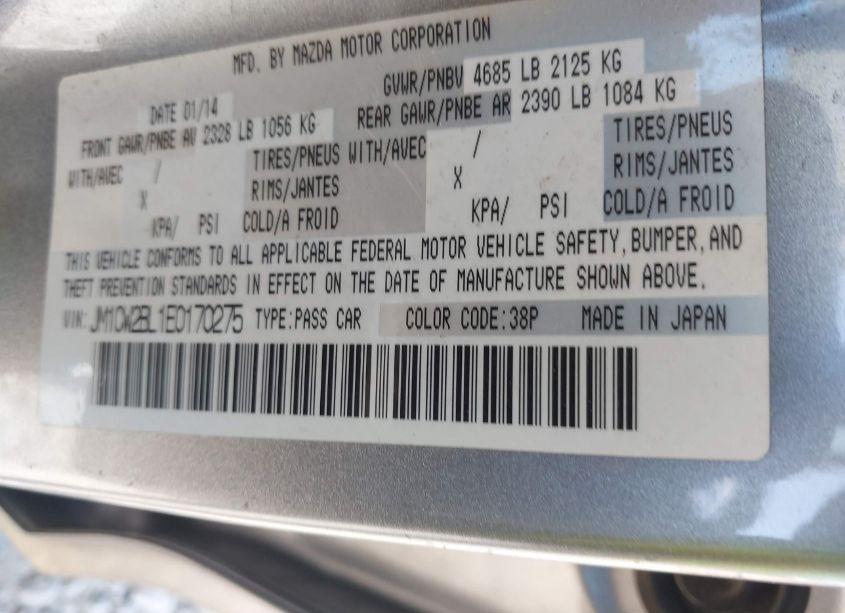 MFD. BY MAZDA MOTOR CORPORATION
DATE 01/14 GVWR/PNBV 4685 LB 2125 KG
FRONT GAWR/PNBE AV 2328 LB 1056 KG REAR GAWR/PNBE AR 2390 LB 1084 KG
WITH/AVEC / TIRES/PNEUS WITH/AVEC / TIRES/PNEUS
X RIMS/JANTES X RIMS/JANTES
KPA/ PSI COLD/A FROID KPA/ PSI COLD/A FROID
THIS VEHICLE CONFORMS TO ALL APPLICABLE FEDERAL MOTOR VEHICLE SAFETY, BUMPER, AND
THEFT PREVENTION STANDARDS IN EFFECT ON THE DATE OF MANUFACTURE SHOWN ABOVE.
VIN: JM1CW2BL1E0170275 TYPE:PASS CAR COLOR CODE:38P MADE IN JAPAN